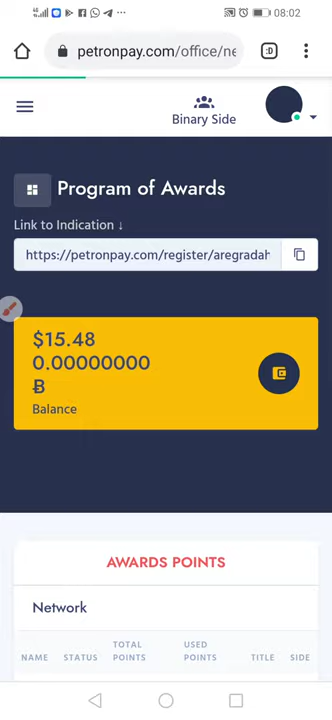 08:02
petronpay.com/office/ne
Binary Side
Program of Awards
Link to Indication ↓
https://petronpay.com/register/aregradah
$15.48
0.00000000
Ƀ
Balance
AWARDS POINTS
Network
NAME STATUS TOTAL POINTS USED POINTS TITLE SIDE